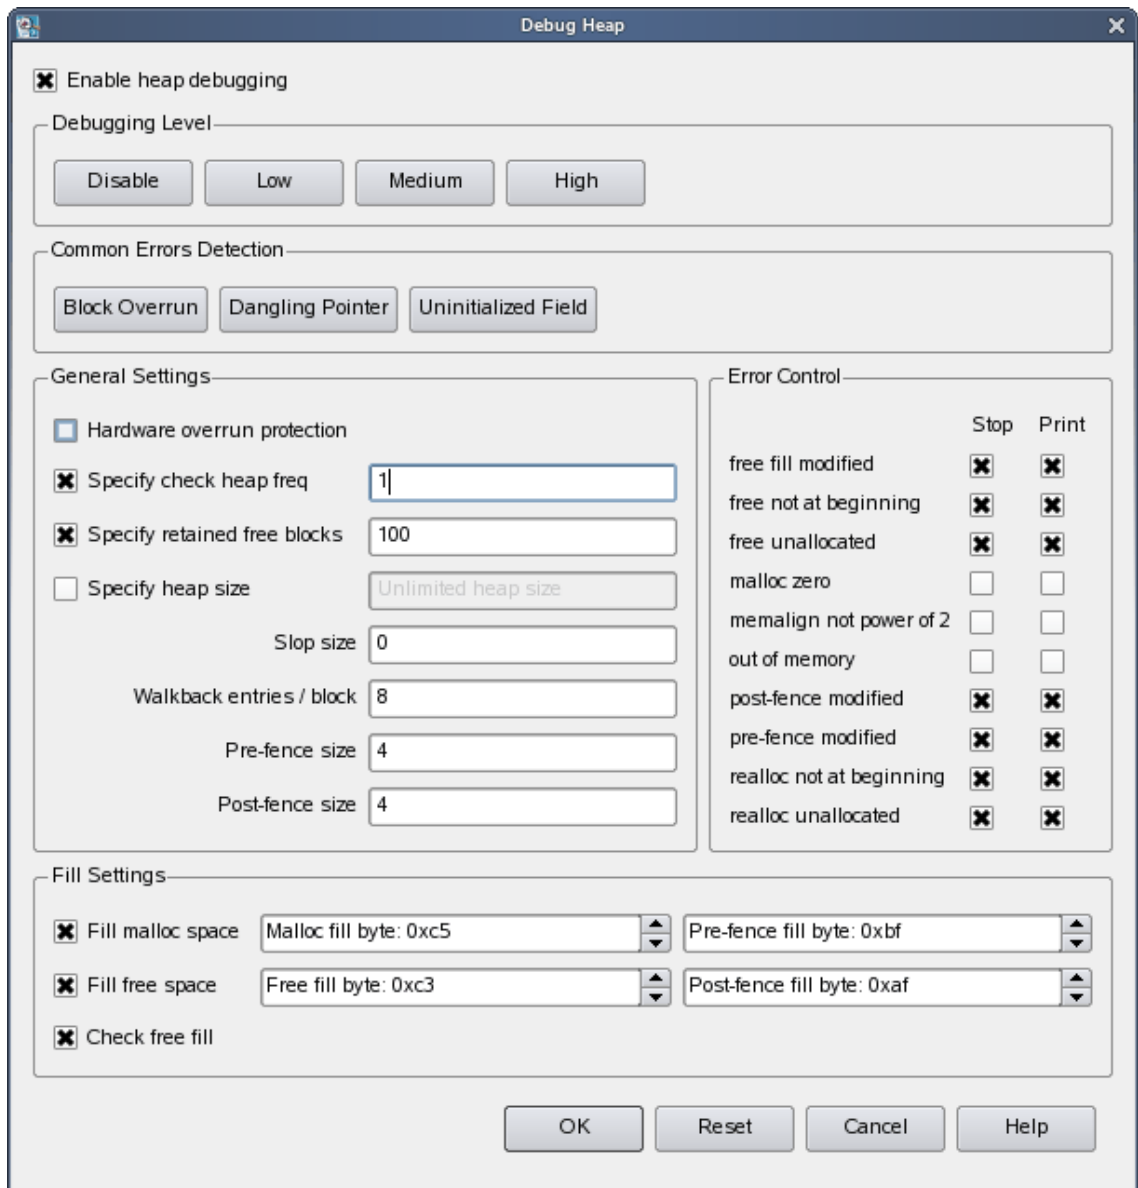 Debug Heap
Enable heap debugging
Debugging Level
Disable Low Medium High
Common Errors Detection
Block Overrun Dangling Pointer Uninitialized Field
General Settings
Hardware overrun protection
Specify check heap freq 1
Specify retained free blocks 100
Specify heap size Unlimited heap size
Slop size 0
Walkback entries / block 8
Pre-fence size 4
Post-fence size 4
Error Control
Stop Print
free fill modified
free not at beginning
free unallocated
malloc zero
memalign not power of 2
out of memory
post-fence modified
pre-fence modified
realloc not at beginning
realloc unallocated
Fill Settings
Fill malloc space Malloc fill byte: 0xc5 Pre-fence fill byte: 0xbf
Fill free space Free fill byte: 0xc3 Post-fence fill byte: 0xaf
Check free fill
OK Reset Cancel Help